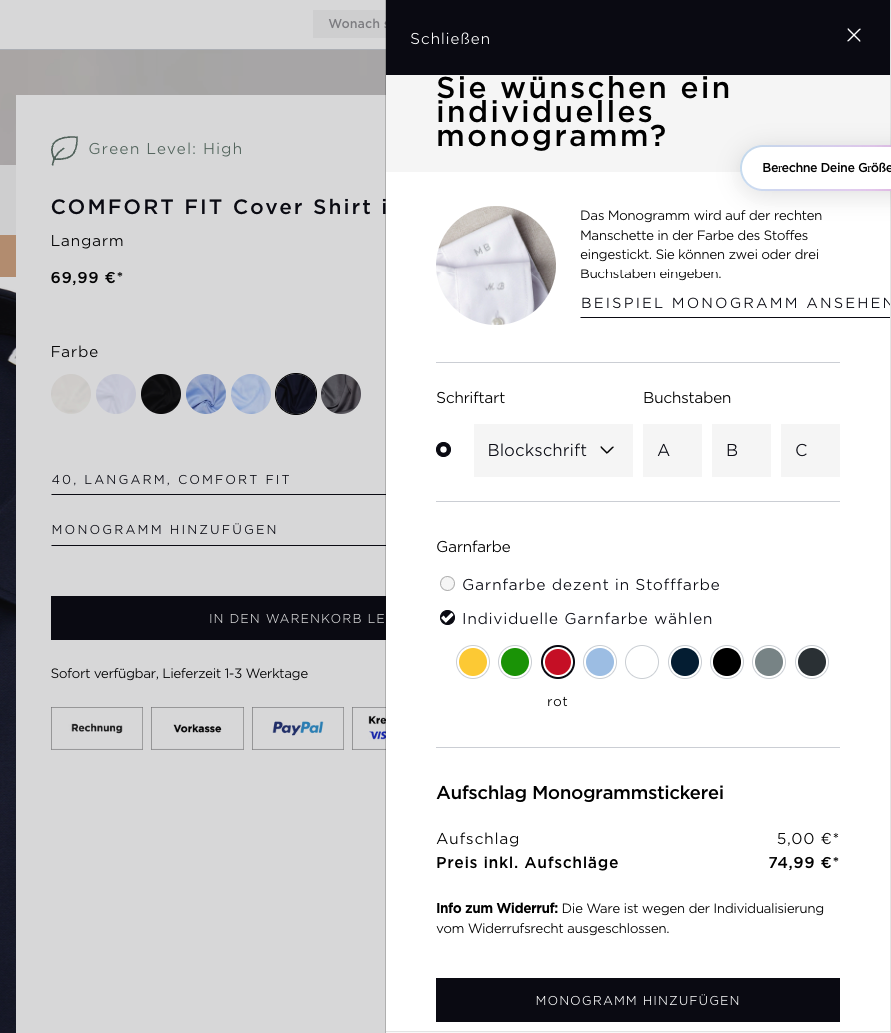 Wonach
Schließen
Sie wünschen ein
individuelles
monogramm?
Green Level: High
Berechne Deine Größe
COMFORT FIT Cover Shirt i
Langarm
69,99 €*
Das Monogramm wird auf der rechten
Manschette in der Farbe des Stoffes
eingestickt. Sie können zwei oder drei
Buchstaben eingeben.
BEISPIEL MONOGRAMM ANSEHEN
MB
MB
Farbe
40, LANGARM, COMFORT FIT
MONOGRAMM HINZUFÜGEN
IN DEN WARENKORB LE
Sofort verfügbar, Lieferzeit 1-3 Werktage
Rechnung
Vorkasse
PayPal
Kre
VIS
Schriftart
Buchstaben
Blockschrift
A
B
C
Garnfarbe
Garnfarbe dezent in Stofffarbe
Individuelle Garnfarbe wählen
rot
Aufschlag Monogrammstickerei
Aufschlag 5,00 €*
Preis inkl. Aufschläge 74,99 €*
Info zum Widerruf: Die Ware ist wegen der Individualisierung
vom Widerrufsrecht ausgeschlossen.
MONOGRAMM HINZUFÜGEN